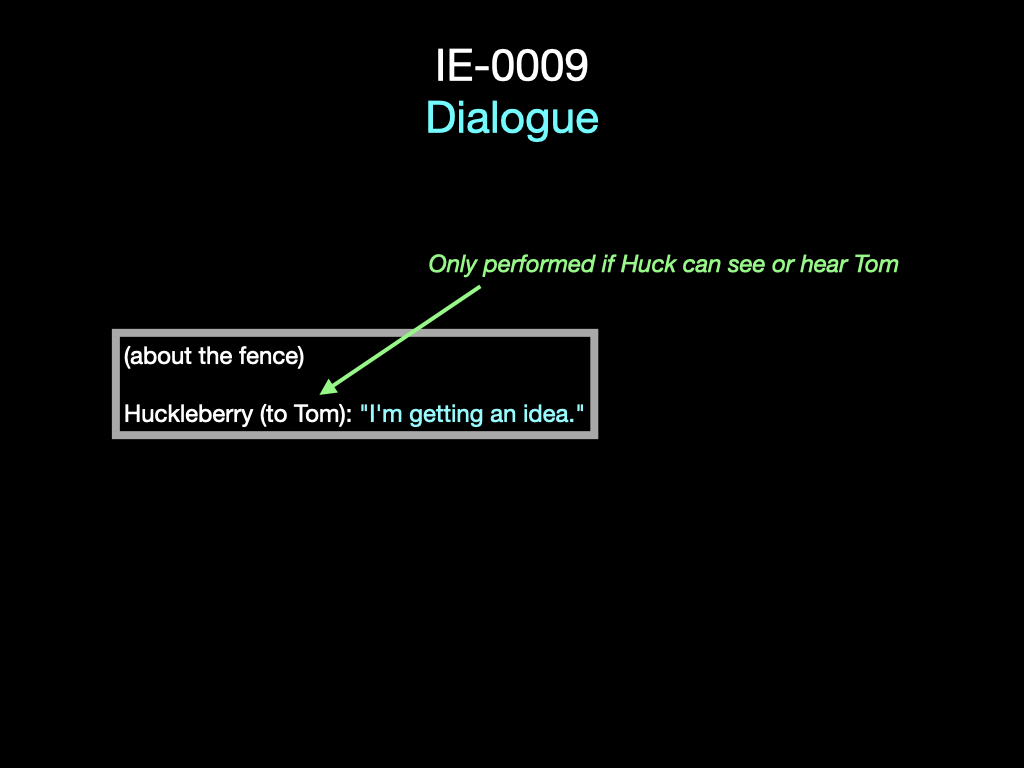 IE-0009
Dialogue
Only performed if Huck can see or hear Tom
(about the fence)
Huckleberry (to Tom): "I'm getting an idea."